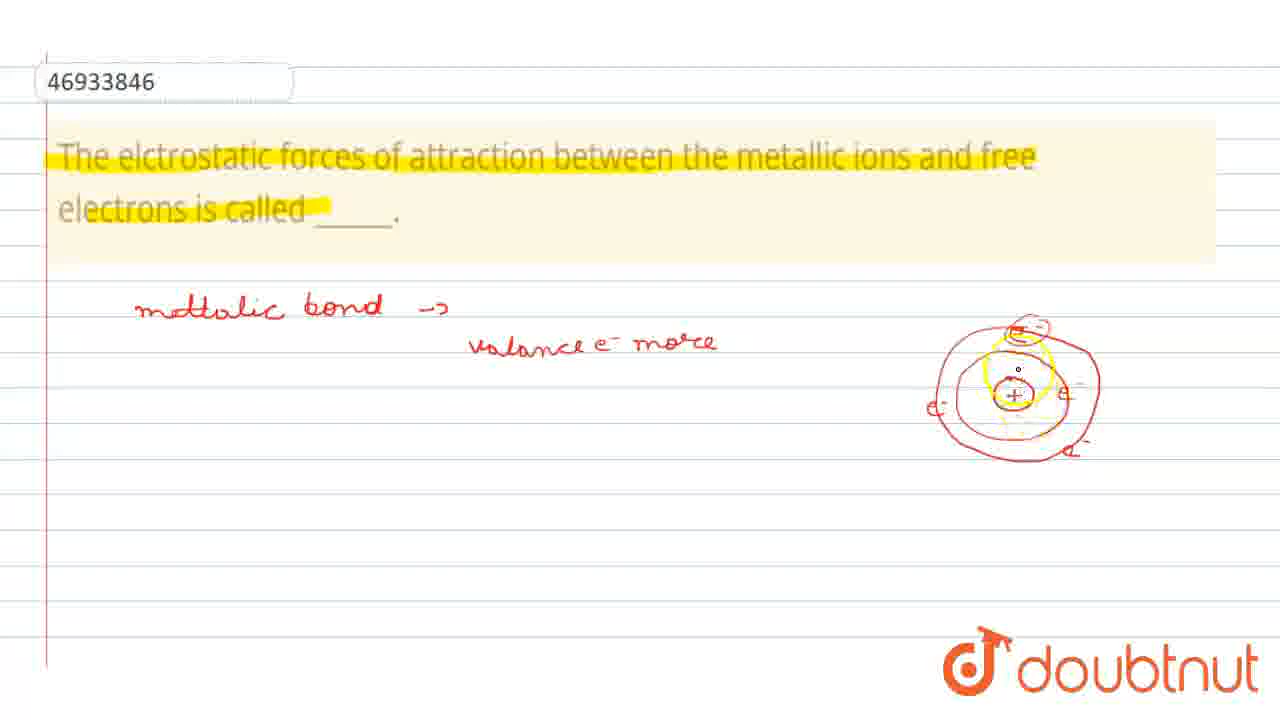 46933846
The elctrostatic forces of attraction between the metallic ions and free
electrons is called _____.
mettalic bond →
valance e⁻ more
e⁻
+
e⁻
e⁻
e⁻
doubtnut